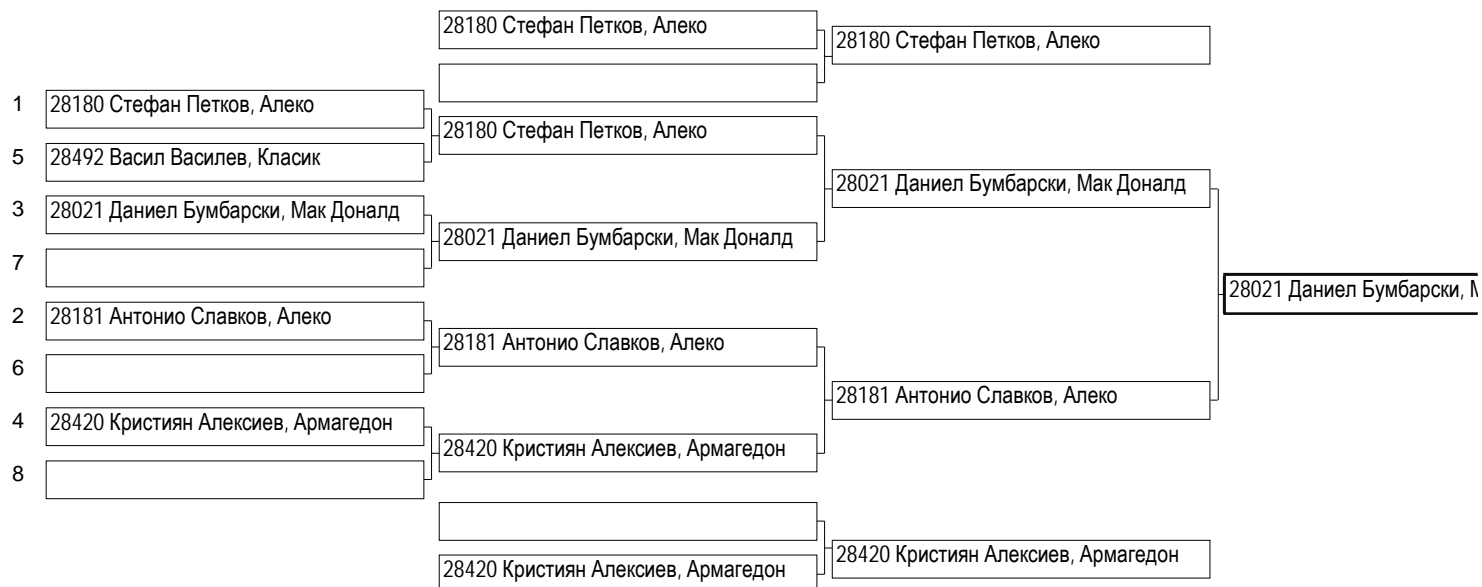 28180 Стефан Петков, Алеко
28180 Стефан Петков, Алеко
1 28180 Стефан Петков, Алеко
28180 Стефан Петков, Алеко
5 28492 Васил Василев, Класик
28021 Даниел Бумбарски, Мак Доналд
3 28021 Даниел Бумбарски, Мак Доналд
28021 Даниел Бумбарски, Мак Доналд
7
28021 Даниел Бумбарски,
2 28181 Антонио Славков, Алеко
28181 Антонио Славков, Алеко
6
28181 Антонио Славков, Алеко
4 28420 Кристиян Алексиев, Армагедон
28420 Кристиян Алексиев, Армагедон
8
28420 Кристиян Алексиев, Армагедон
28420 Кристиян Алексиев, Армагедон